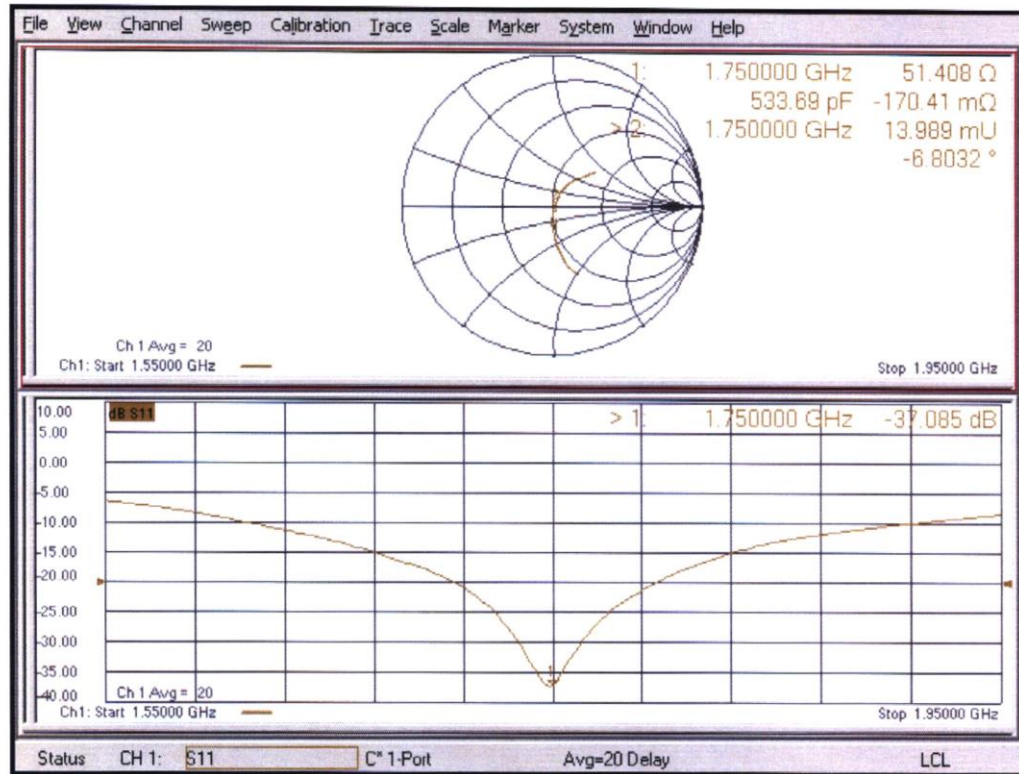 File View Channel Sweep Calibration Trace Scale Marker System Window Help
1: 1.750000 GHz 51.408 Ω
533.69 pF -170.41 mΩ
> 2: 1.750000 GHz 13.989 mU
-6.8032 °
Ch 1 Avg = 20
Ch1: Start 1.55000 GHz Stop 1.95000 GHz
10.00 dB S11 > 1: 1.750000 GHz -37.085 dB
5.00
0.00
-5.00
-10.00
-15.00
-20.00
-25.00
-30.00
-35.00 1
-40.00 Ch 1 Avg = 20
Ch1: Start 1.55000 GHz Stop 1.95000 GHz
Status CH 1: S11 C* 1-Port Avg=20 Delay LCL